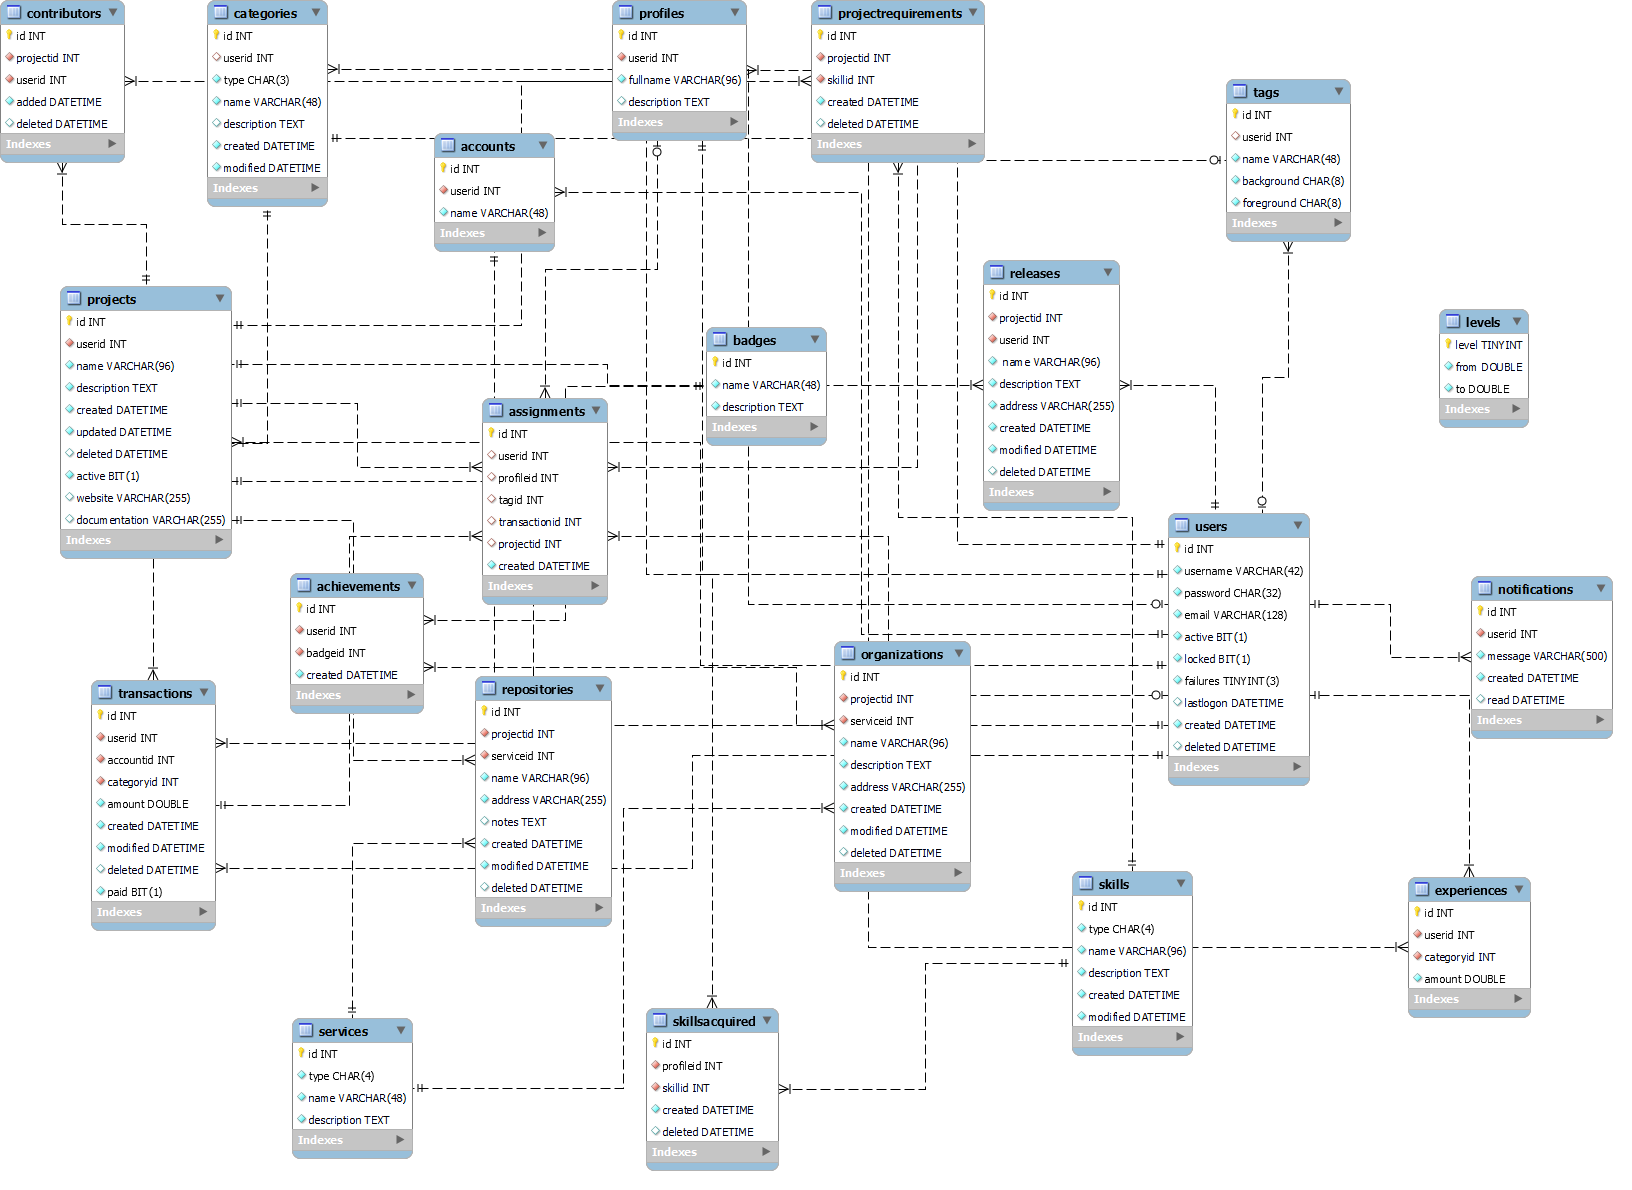 contributors
id INT
projectid INT
userid INT
added DATETIME
deleted DATETIME
Indexes
categories
id INT
userid INT
type CHAR(3)
name VARCHAR(48)
description TEXT
created DATETIME
modified DATETIME
Indexes
profiles
id INT
userid INT
fullname VARCHAR(96)
description TEXT
Indexes
projectrequirements
id INT
projectid INT
skillid INT
created DATETIME
deleted DATETIME
Indexes
tags
id INT
userid INT
name VARCHAR(48)
background CHAR(8)
foreground CHAR(8)
Indexes
accounts
id INT
userid INT
name VARCHAR(48)
Indexes
releases
id INT
projectid INT
userid INT
name VARCHAR(96)
description TEXT
address VARCHAR(255)
created DATETIME
modified DATETIME
deleted DATETIME
Indexes
projects
id INT
userid INT
name VARCHAR(96)
description TEXT
created DATETIME
updated DATETIME
deleted DATETIME
active BIT(1)
website VARCHAR(255)
documentation VARCHAR(255)
Indexes
levels
level TINYINT
from DOUBLE
to DOUBLE
Indexes
badges
id INT
name VARCHAR(48)
description TEXT
Indexes
assignments
id INT
userid INT
profileid INT
tagid INT
transactionid INT
projectid INT
created DATETIME
Indexes
users
id INT
username VARCHAR(42)
password CHAR(32)
email VARCHAR(128)
active BIT(1)
locked BIT(1)
failures TINYINT(3)
lastlogon DATETIME
created DATETIME
deleted DATETIME
Indexes
achievements
id INT
userid INT
badgeid INT
created DATETIME
Indexes
notifications
id INT
userid INT
message VARCHAR(500)
created DATETIME
read DATETIME
Indexes
organizations
id INT
projectid INT
serviceid INT
name VARCHAR(96)
description TEXT
address VARCHAR(255)
created DATETIME
modified DATETIME
deleted DATETIME
Indexes
transactions
id INT
userid INT
accountid INT
categoryid INT
amount DOUBLE
created DATETIME
modified DATETIME
deleted DATETIME
paid BIT(1)
Indexes
repositories
id INT
projectid INT
serviceid INT
name VARCHAR(96)
address VARCHAR(255)
notes TEXT
created DATETIME
modified DATETIME
deleted DATETIME
Indexes
skills
id INT
type CHAR(4)
name VARCHAR(96)
description TEXT
created DATETIME
modified DATETIME
Indexes
experiences
id INT
userid INT
categoryid INT
amount DOUBLE
Indexes
services
id INT
type CHAR(4)
name VARCHAR(48)
description TEXT
Indexes
skillsacquired
id INT
profileid INT
skillid INT
created DATETIME
deleted DATETIME
Indexes